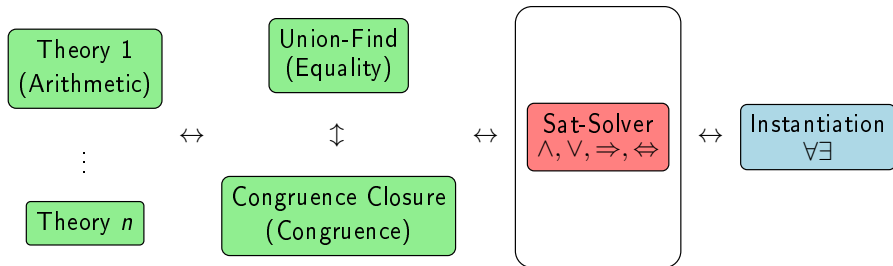 Theory 1
(Arithmetic)
⋮
Theory n
↔
Union-Find
(Equality)
↕
Congruence Closure
(Congruence)
↔
Sat-Solver
∧, ∨, ⇒, ⇔
↔
Instantiation
∀∃